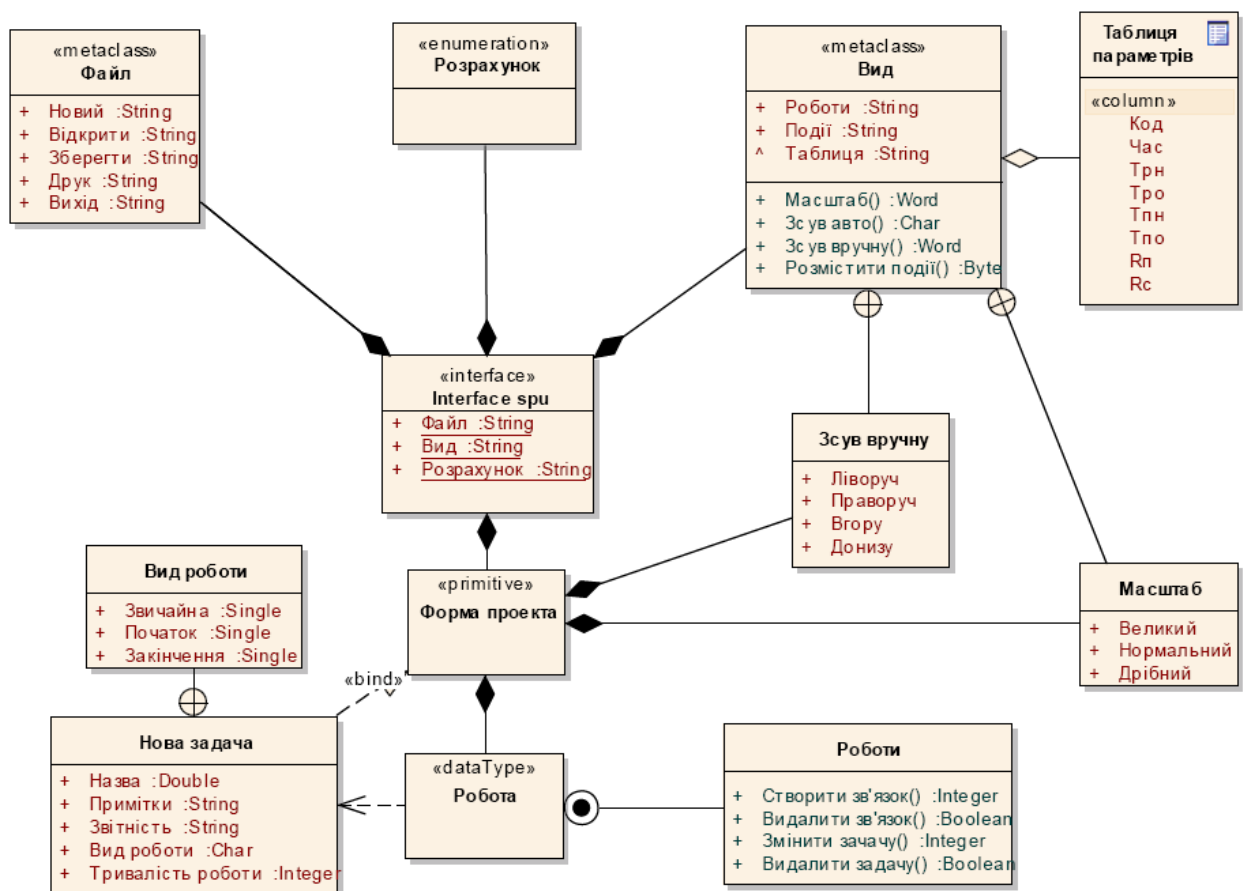 «metaclass»
Файл
+ Новий :String
+ Відкрити :String
+ Зберегти :String
+ Друк :String
+ Вихід :String
«enumeration»
Розрахунок
«metaclass»
Вид
+ Роботи :String
+ Події :String
^ Таблиця :String
+ Масштаб() :Word
+ Зсув авто() :Char
+ Зсув вручну() :Word
+ Розмістити події() :Byte
Таблиця
параметрів
«column»
Код
Час
Трн
Тро
Тпн
Тпо
Rп
Rс
«interface»
Interface spu
+ Файл :String
+ Вид :String
+ Розрахунок :String
Зсув вручну
+ Ліворуч
+ Праворуч
+ Вгору
+ Донизу
Вид роботи
+ Звичайна :Single
+ Початок :Single
+ Закінчення :Single
«primitive»
Форма проекта
Масштаб
+ Великий
+ Нормальний
+ Дрібний
«bind»
Нова задача
+ Назва :Double
+ Примітки :String
+ Звітність :String
+ Вид роботи :Char
+ Тривалість роботи :Integer
«dataType»
Робота
Роботи
+ Створити зв'язок() :Integer
+ Видалити зв'язок() :Boolean
+ Змінити зачачу() :Integer
+ Видалити задачу() :Boolean